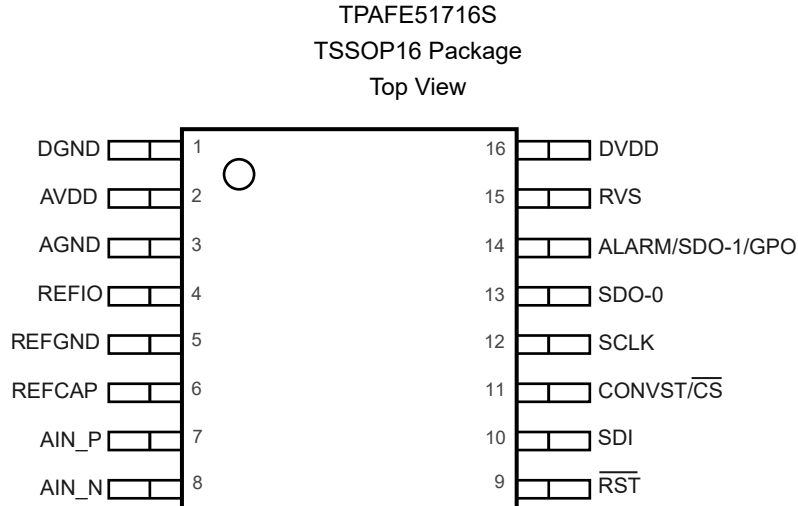 TPAFE51716S
TSSOP16 Package
Top View
DGND 1 16 DVDD
AVDD 2 15 RVS
AGND 3 14 ALARM/SDO-1/GPO
REFIO 4 13 SDO-0
REFGND 5 12 SCLK
REFCAP 6 11 CONVST/C̅S̅
AIN_P 7 10 SDI
AIN_N 8 9 R̅S̅T̅